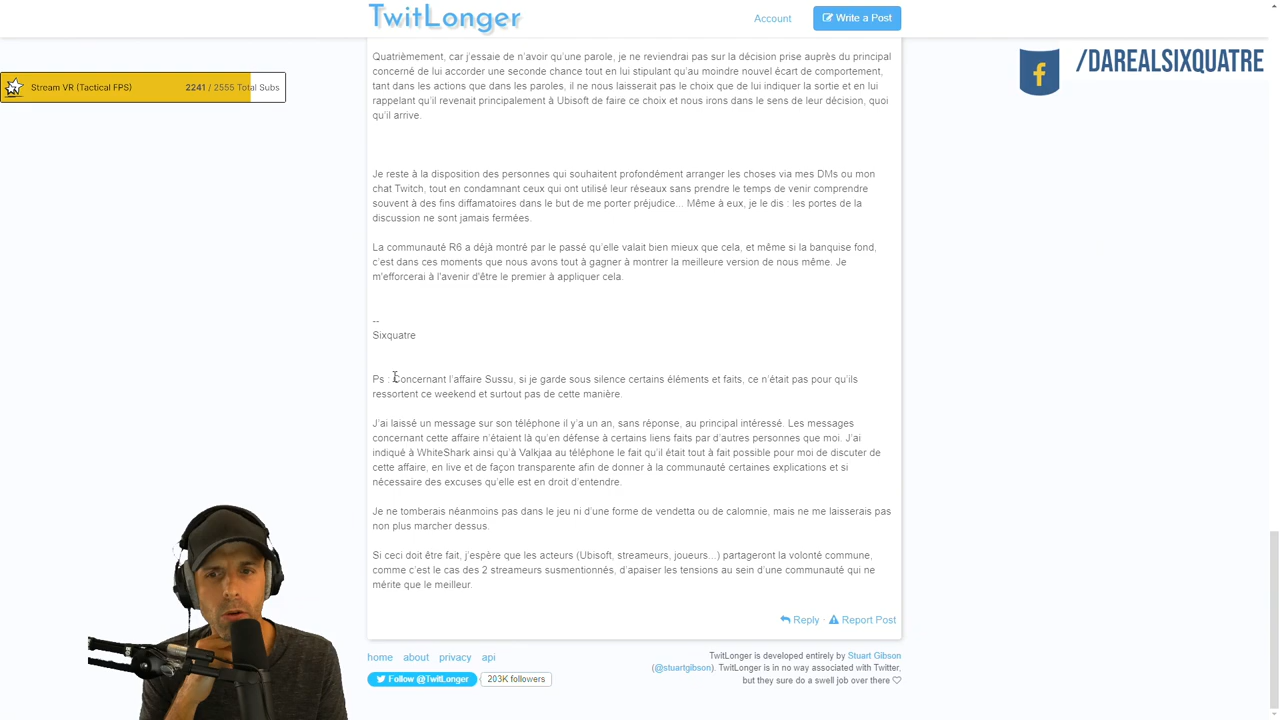 TwitLonger
Account
Write a Post
/DAREALSIXQUATRE
Stream VR (Tactical FPS)
2241 / 2555 Total Subs
Quatrièmement, car j'essaie de n'avoir qu'une parole, je ne reviendrai pas sur la décision prise auprès du principal
concerné de lui accorder une seconde chance tout en lui stipulant qu'au moindre nouvel écart de comportement,
tant dans les actions que dans les paroles, il ne nous laisserait pas le choix que de lui indiquer la sortie et en lui
rappelant qu'il revenait principalement à Ubisoft de faire ce choix et nous irons dans le sens de leur décision, quoi
qu'il arrive.
Je reste à la disposition des personnes qui souhaitent profondément arranger les choses via mes DMs ou mon
chat Twitch, tout en condamnant ceux qui ont utilisé leur réseaux sans prendre le temps de venir comprendre
souvent à des fins diffamatoires dans le but de me porter préjudice... Même à eux, je le dis : les portes de la
discussion ne sont jamais fermées.
La communauté R6 a déjà montré par le passé qu'elle valait bien mieux que cela, et même si la banquise fond,
c'est dans ces moments que nous avons tout à gagner à montrer la meilleure version de nous même. Je
m'efforcerai à l'avenir d'être le premier à appliquer cela.
--
Sixquatre
Ps : Concernant l'affaire Sussu, si je garde sous silence certains éléments et faits, ce n'était pas pour qu'ils
ressortent ce weekend et surtout pas de cette manière.
J'ai laissé un message sur son téléphone il y'a un an, sans réponse, au principal intéressé. Les messages
concernant cette affaire n'étaient là qu'en défense à certains liens faits par d'autres personnes que moi. J'ai
indiqué à WhiteShark ainsi qu'à Valkjaa au téléphone le fait qu'il était tout à fait possible pour moi de discuter de
cette affaire, en live et de façon transparente afin de donner à la communauté certaines explications et si
nécessaire des excuses qu'elle est en droit d'entendre.
Je ne tomberais néanmoins pas dans le jeu ni d'une forme de vendetta ou de calomnie, mais ne me laisserais pas
non plus marcher dessus.
Si ceci doit être fait, j'espère que les acteurs (Ubisoft, streameurs, joueurs...) partageront la volonté commune,
comme c'est le cas des 2 streameurs susmentionnés, d'apaiser les tensions au sein d'une communauté qui ne
mérite que le meilleur.
Reply · Report Post
home about privacy api
Follow @TwitLonger 203K followers
TwitLonger is developed entirely by Stuart Gibson
(@stuartgibson). TwitLonger is in no way associated with Twitter,
but they sure do a swell job over there